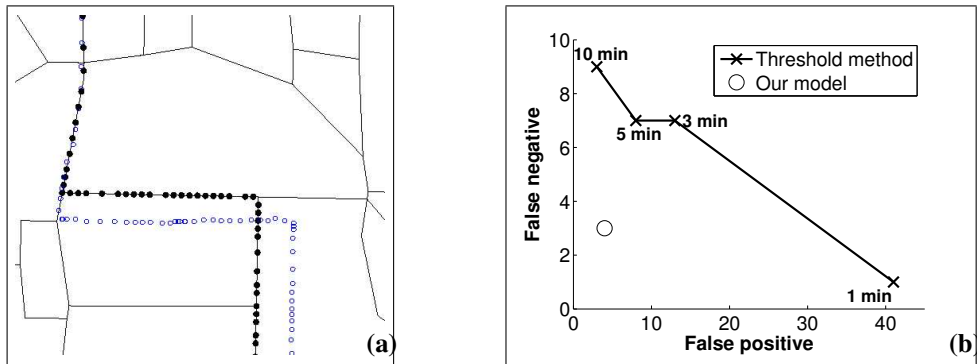 (a)
10
8
6
4
2
0
False negative
10 min
5 min
3 min
1 min
Threshold method
Our model
0
10
20
30
40
False positive
(b)